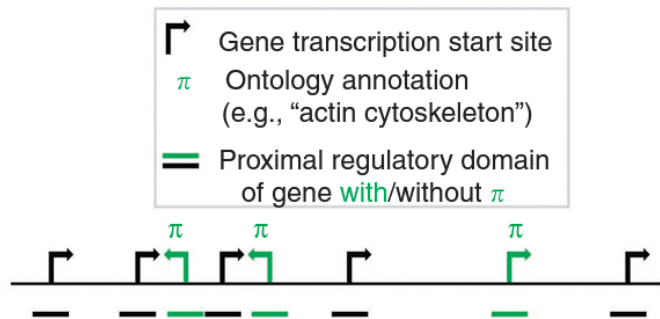 Gene transcription start site
π Ontology annotation
(e.g., “actin cytoskeleton”)
Proximal regulatory domain
of gene with/without π
π π π